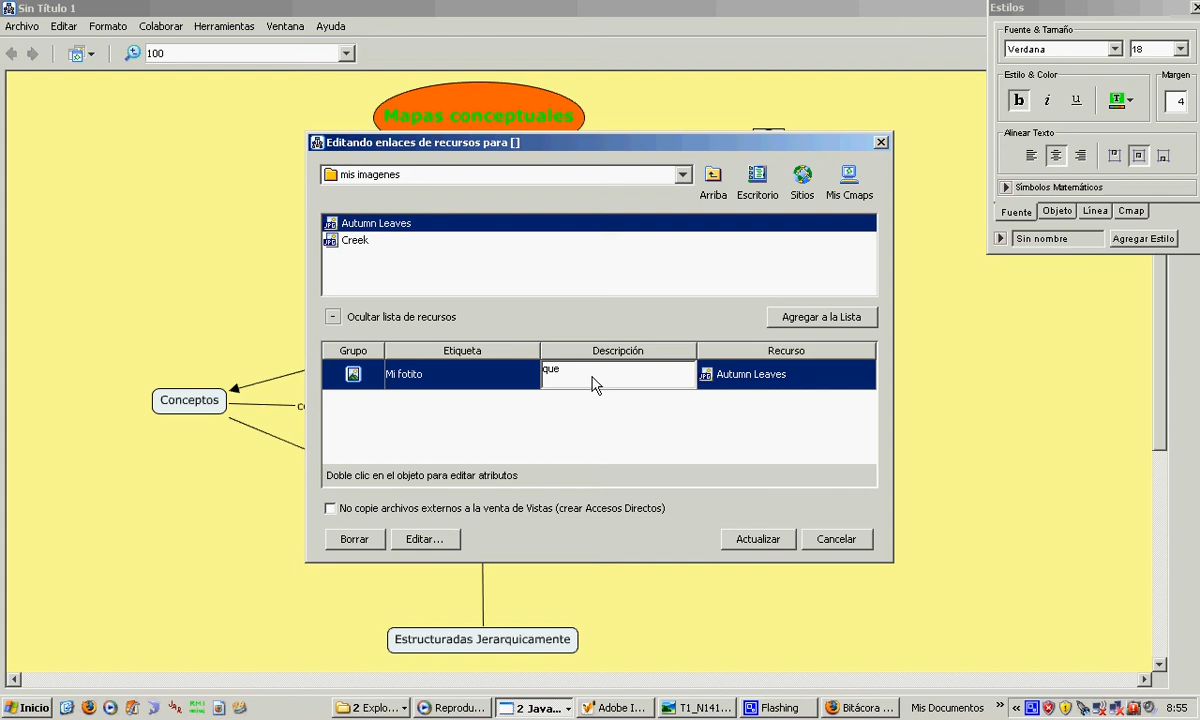 Sin Título 1
Archivo Editar Formato Colaborar Herramientas Ventana Ayuda
100
Mapas conceptuales
Editando enlaces de recursos para []
mis imagenes
Arriba Escritorio Sitios Mis Cmaps
Autumn Leaves
Creek
- Ocultar lista de recursos
Agregar a la Lista
Grupo Etiqueta Descripción Recurso
Mi fotito que Autumn Leaves
Doble clic en el objeto para editar atributos
No copie archivos externos a la venta de Vistas (crear Accesos Directos)
Borrar Editar... Actualizar Cancelar
Conceptos
Estructuradas Jerarquicamente
Estilos
Fuente & Tamaño
Verdana 18
Estilo & Color Margen
b i u T 4
Alinear Texto
Símbolos Matemáticos
Fuente Objeto Línea Cmap
Sin nombre Agregar Estilo
Inicio 2 Explo... Reprodu... 2 Java... Adobe I... T1_N141... Flashing Bitácora ... Mis Documentos » « 8:55